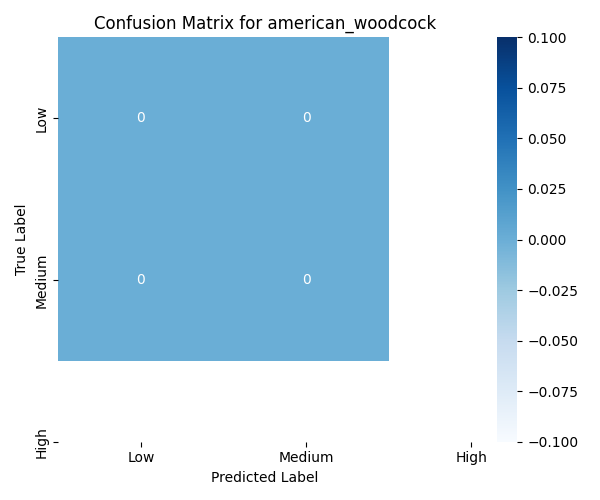 Confusion Matrix for american_woodcock
True Label
Low
Medium
High
0 0
0 0
Low Medium High
Predicted Label
0.100
0.075
0.050
0.025
0.000
−0.025
−0.050
−0.075
−0.100